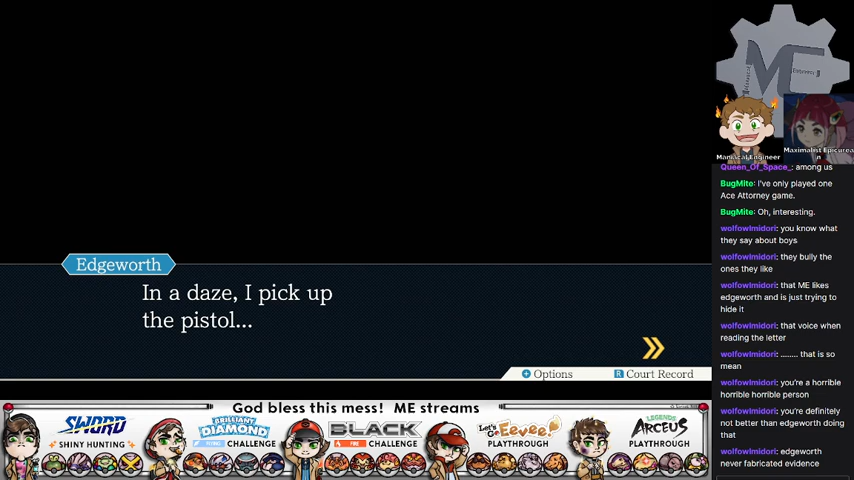 Edgeworth
In a daze, I pick up
the pistol...
Options
R Court Record
Maniacal Engineer
Maximalist Epicurean
Queen_Of_Space_: among us
BugMite: I've only played one
Ace Attorney game.
BugMite: Oh, interesting.
wolfowlmidori: you know what
they say about boys
wolfowlmidori: they bully the
ones they like
wolfowlmidori: that ME likes
edgeworth and is just trying to
hide it
wolfowlmidori: that voice when
reading the letter
wolfowlmidori: ........ that is so
mean
wolfowlmidori: you're a horrible
horrible horrible person
wolfowlmidori: you're definitely
not better than edgeworth doing
that
wolfowlmidori: edgeworth
never fabricated evidence
God bless this mess! ME streams
SWORD
SHINY HUNTING
BRILLIANT
DIAMOND
CHALLENGE
BLACK
FIRE CHALLENGE
Let's Go Eevee!
PLAYTHROUGH
LEGENDS
ARCEUS
PLAYTHROUGH